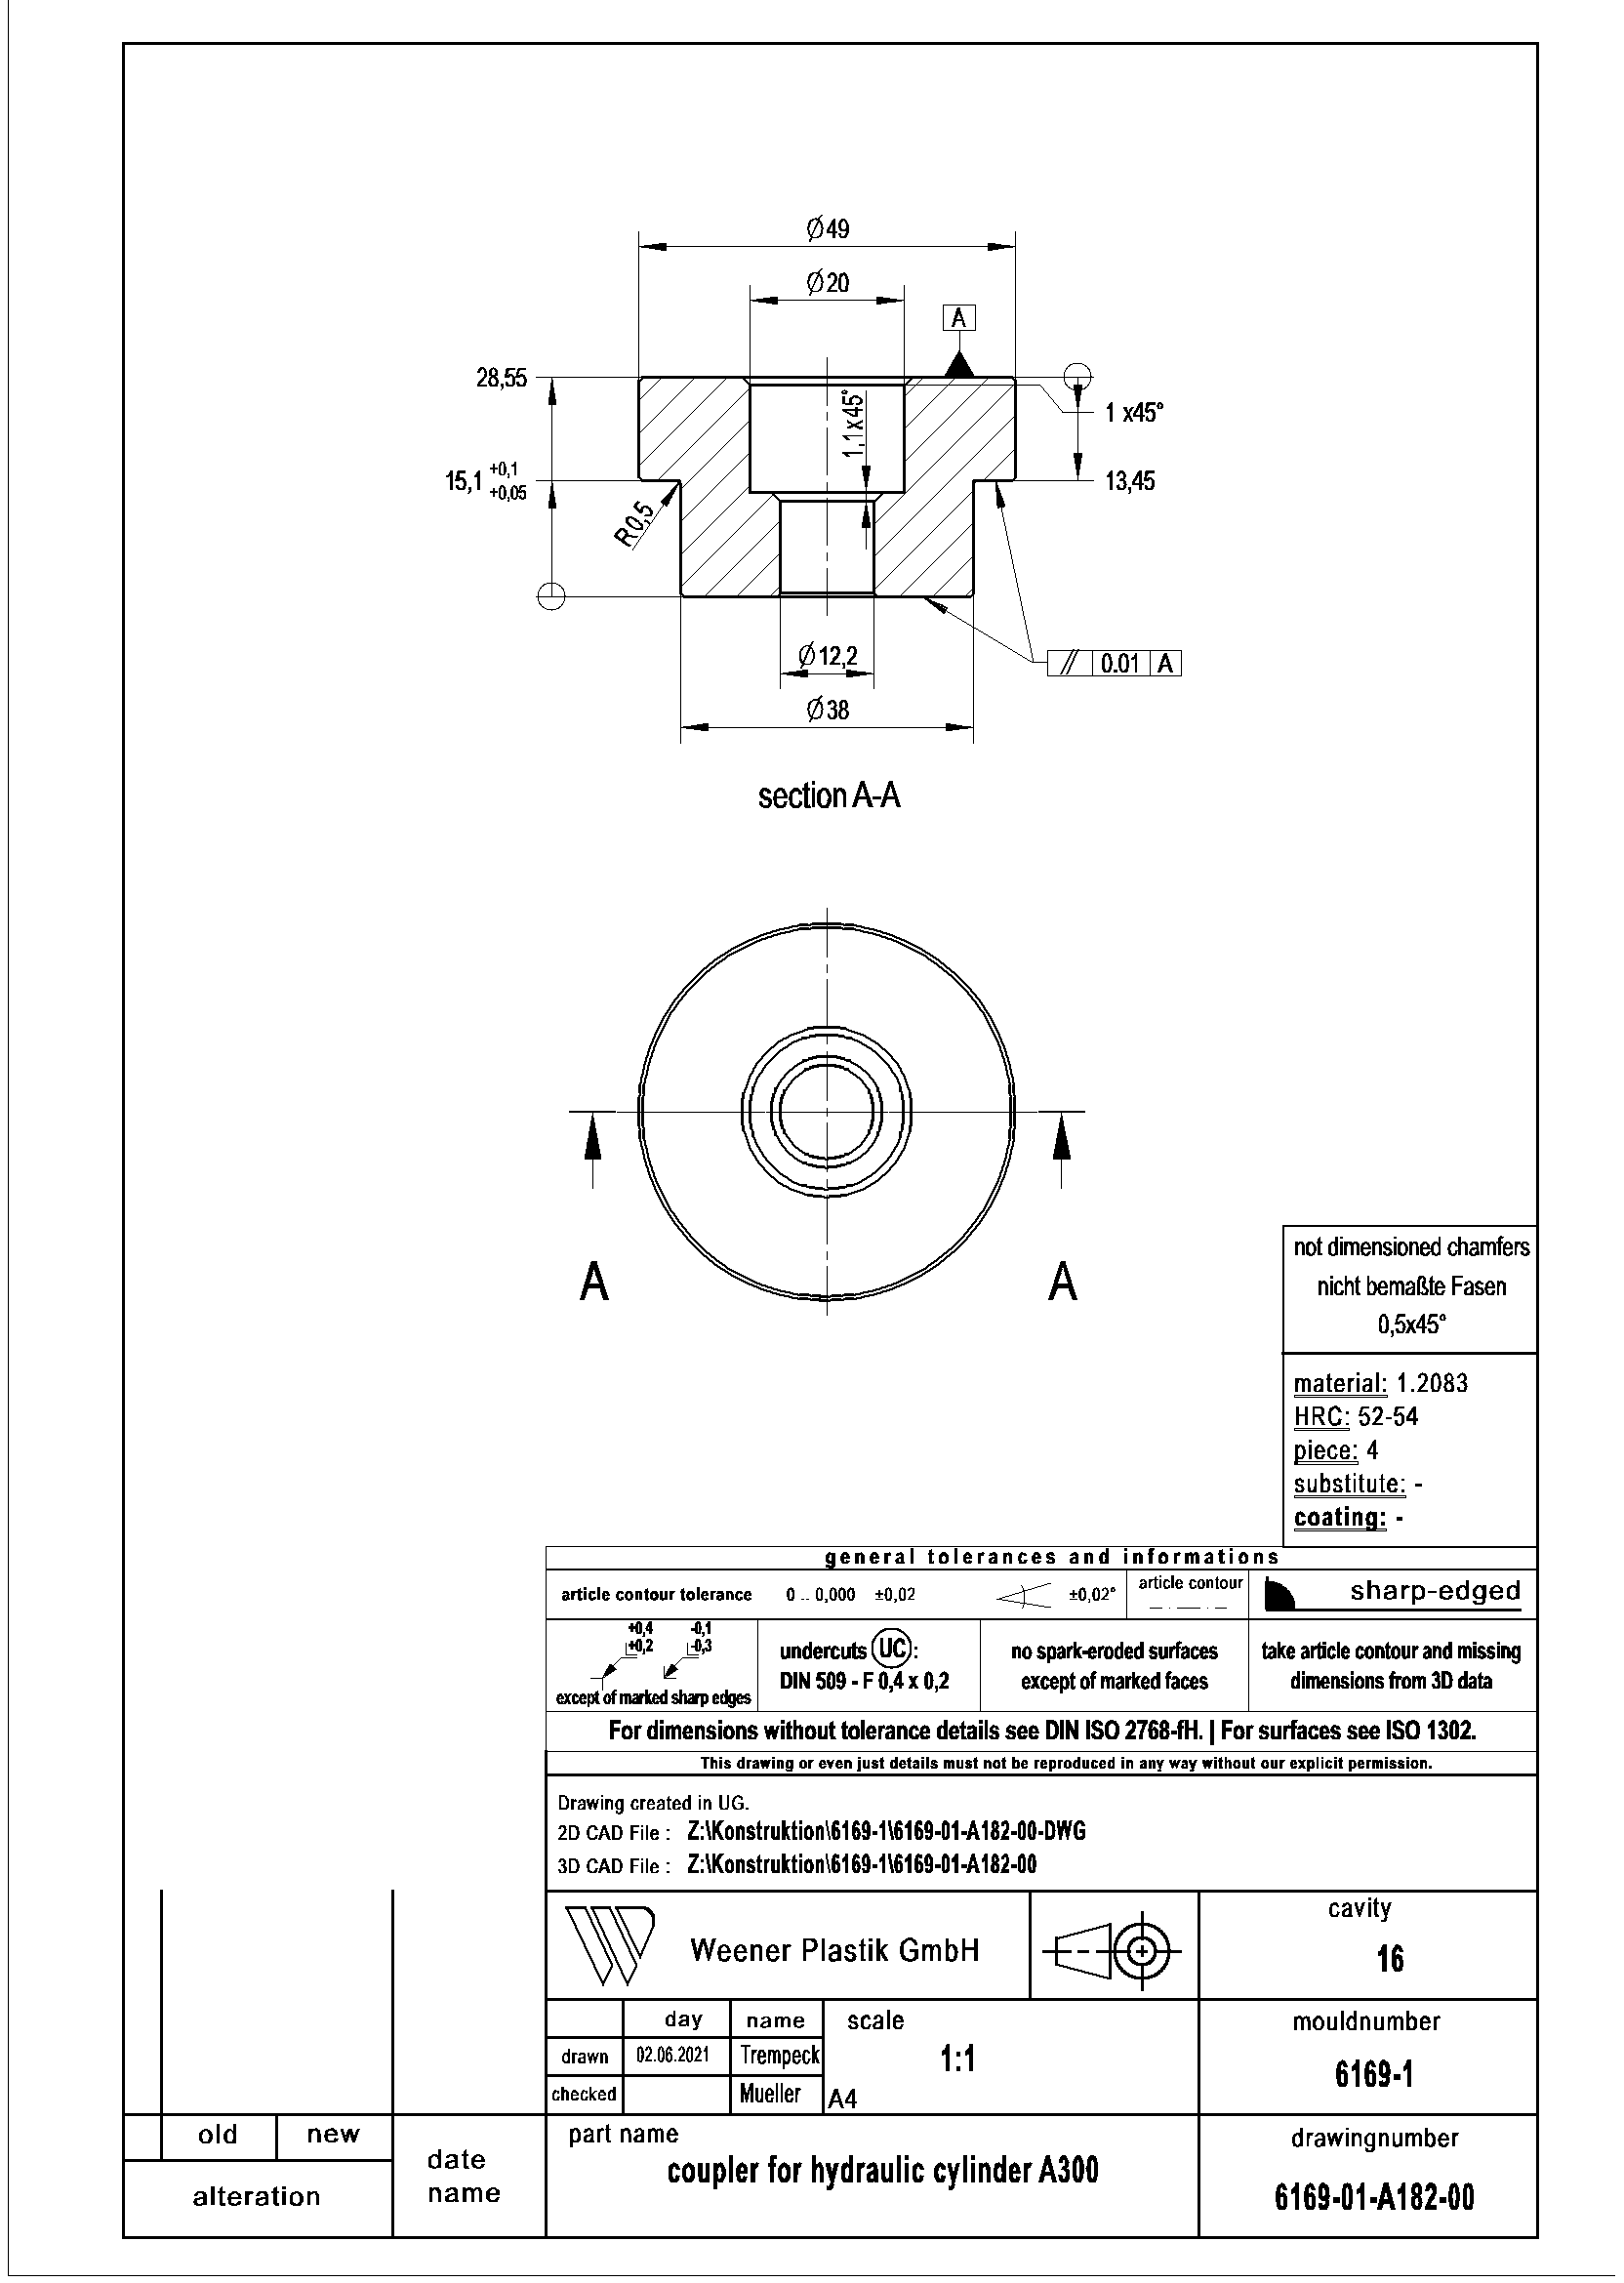 Ø49
Ø20
A
28,55
1,1x45°
1 x45°
15,1 +0,1 +0,05
13,45
R0,5
Ø12,2
// 0.01 A
Ø38
section A-A
A A
not dimensioned chamfers
nicht bemaßte Fasen
0,5x45°
material: 1.2083
HRC: 52-54
piece: 4
substitute: -
coating: -
general tolerances and informations
article contour tolerance 0 .. 0,000 ±0,02 ±0,02° article contour sharp-edged
+0,4 -0,1
+0,2 -0,3
except of marked sharp edges
undercuts UC :
DIN 509 - F 0,4 x 0,2
no spark-eroded surfaces
except of marked faces
take article contour and missing
dimensions from 3D data
For dimensions without tolerance details see DIN ISO 2768-fH. | For surfaces see ISO 1302.
This drawing or even just details must not be reproduced in any way without our explicit permission.
Drawing created in UG.
2D CAD File : Z:\Konstruktion\6169-1\6169-01-A182-00-DWG
3D CAD File : Z:\Konstruktion\6169-1\6169-01-A182-00
Weener Plastik GmbH
cavity
16
day name scale
drawn 02.06.2021 Trempeck
1:1
checked Mueller A4
mouldnumber
6169-1
old new
alteration
date
name
part name
coupler for hydraulic cylinder A300
drawingnumber
6169-01-A182-00